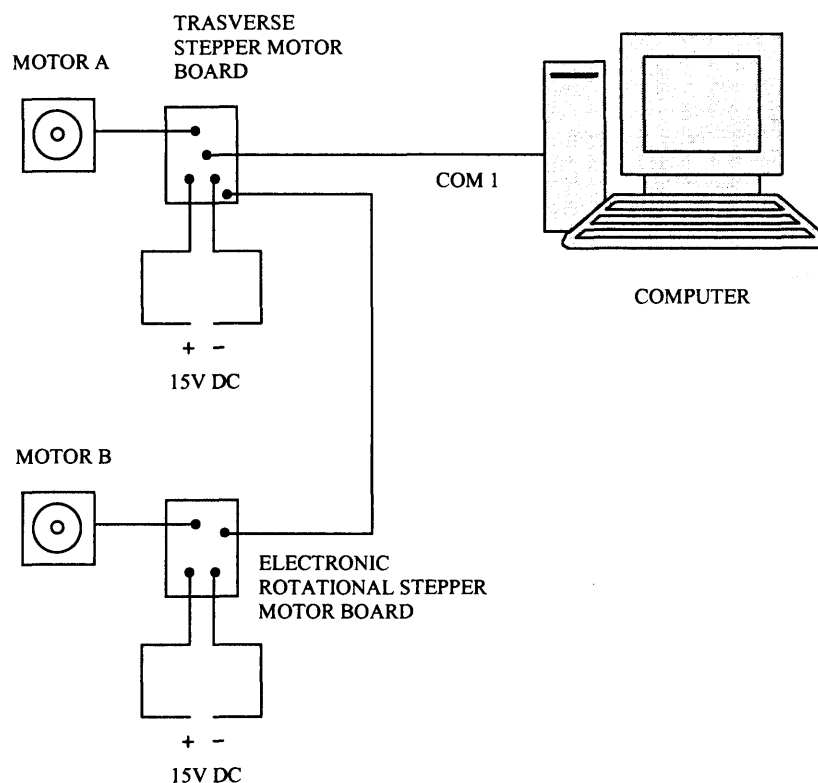 TRASVERSE
STEPPER MOTOR
BOARD
MOTOR A
COM 1
COMPUTER
+ −
15V DC
MOTOR B
ELECTRONIC
ROTATIONAL STEPPER
MOTOR BOARD
+ −
15V DC